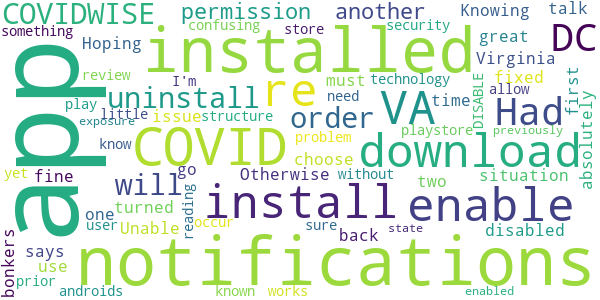 COVIDWISE permission another Knowing talk
something confusing store security DC
Hoping great Virginia
app installed
review I'm technology fixed
play uninstall re order VA must allow DISABLE first
issue structure need time
little playstore previously
exposure COVID problem download absolutely
know choose Had
yet fine will go Otherwise without two situation
one turned user Unable install enable
bonkers says reading occur sure back state disabled
use
prior notifications
androids known works enabled